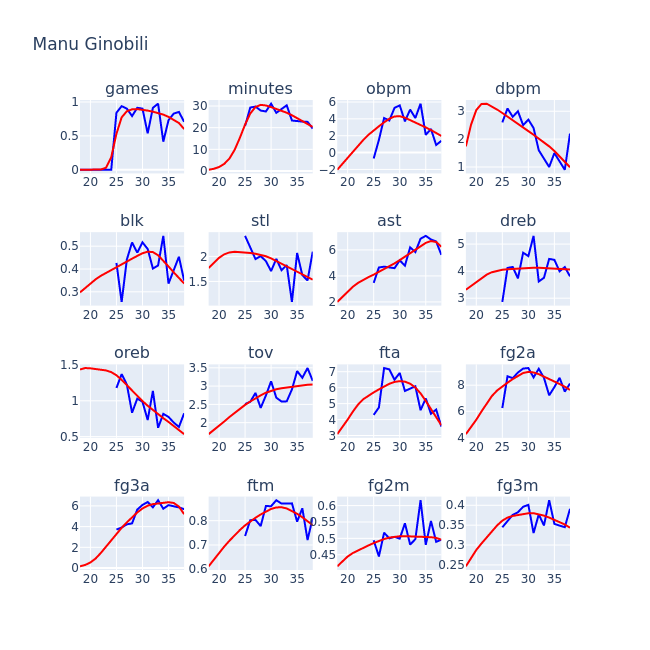 Manu Ginobili
games minutes obpm dbpm
1 30 6 3
0.5 20 4 2
0 10 2 1
0 0
−2
20 25 30 35 20 25 30 35 20 25 30 35 20 25 30 35
blk stl ast dreb
0.5 2 6 5
0.4 1.5 4 4
0.3 2 3
20 25 30 35 20 25 30 35 20 25 30 35 20 25 30 35
oreb tov fta fg2a
1.5 3.5 7 8
1 3 6 6
0.5 2.5 5 4
2 4
3
20 25 30 35 20 25 30 35 20 25 30 35 20 25 30 35
fg3a ftm fg2m fg3m
6 0.8 0.6 0.4
4 0.7 0.55 0.35
2 0.6 0.5 0.3
0 0.45 0.25
20 25 30 35 20 25 30 35 20 25 30 35 20 25 30 35